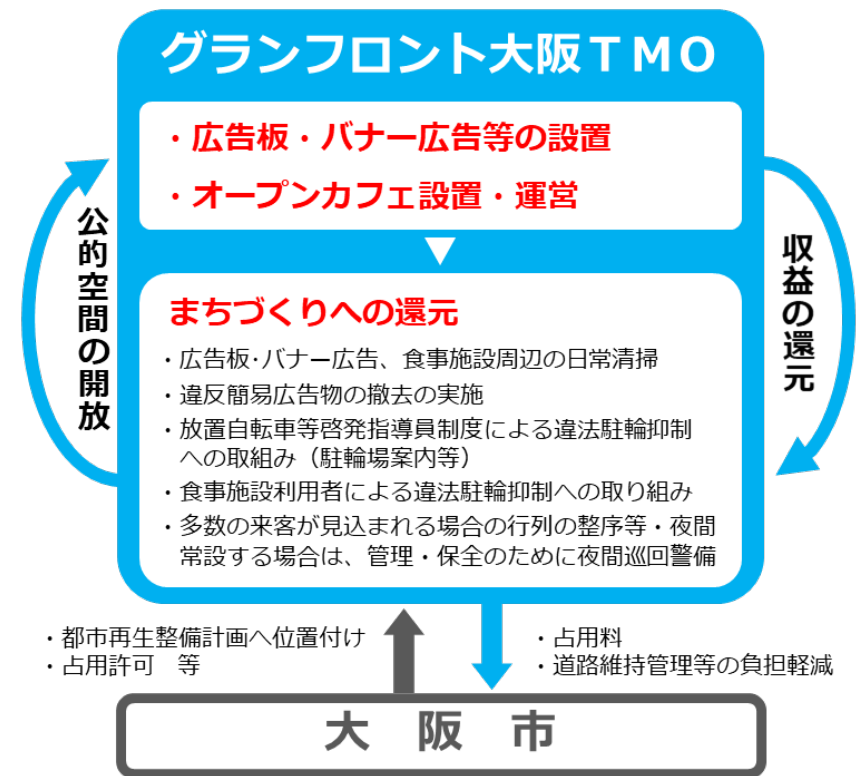 グランフロント大阪ＴＭＯ
・広告板・バナー広告等の設置
・オープンカフェ設置・運営
公的空間の開放
収益の還元
まちづくりへの還元
・広告板・バナー広告、食事施設周辺の日常清掃
・違反簡易広告物の撤去の実施
・放置自転車等啓発指導員制度による違法駐輪抑制
への取組み（駐輪場案内等）
・食事施設利用者による違法駐輪抑制への取り組み
・多数の来客が見込まれる場合の行列の整序等・夜間
常設する場合は、管理・保全のために夜間巡回警備
・都市再生整備計画へ位置付け
・占用許可　等
・占用料
・道路維持管理等の負担軽減
大　阪　市